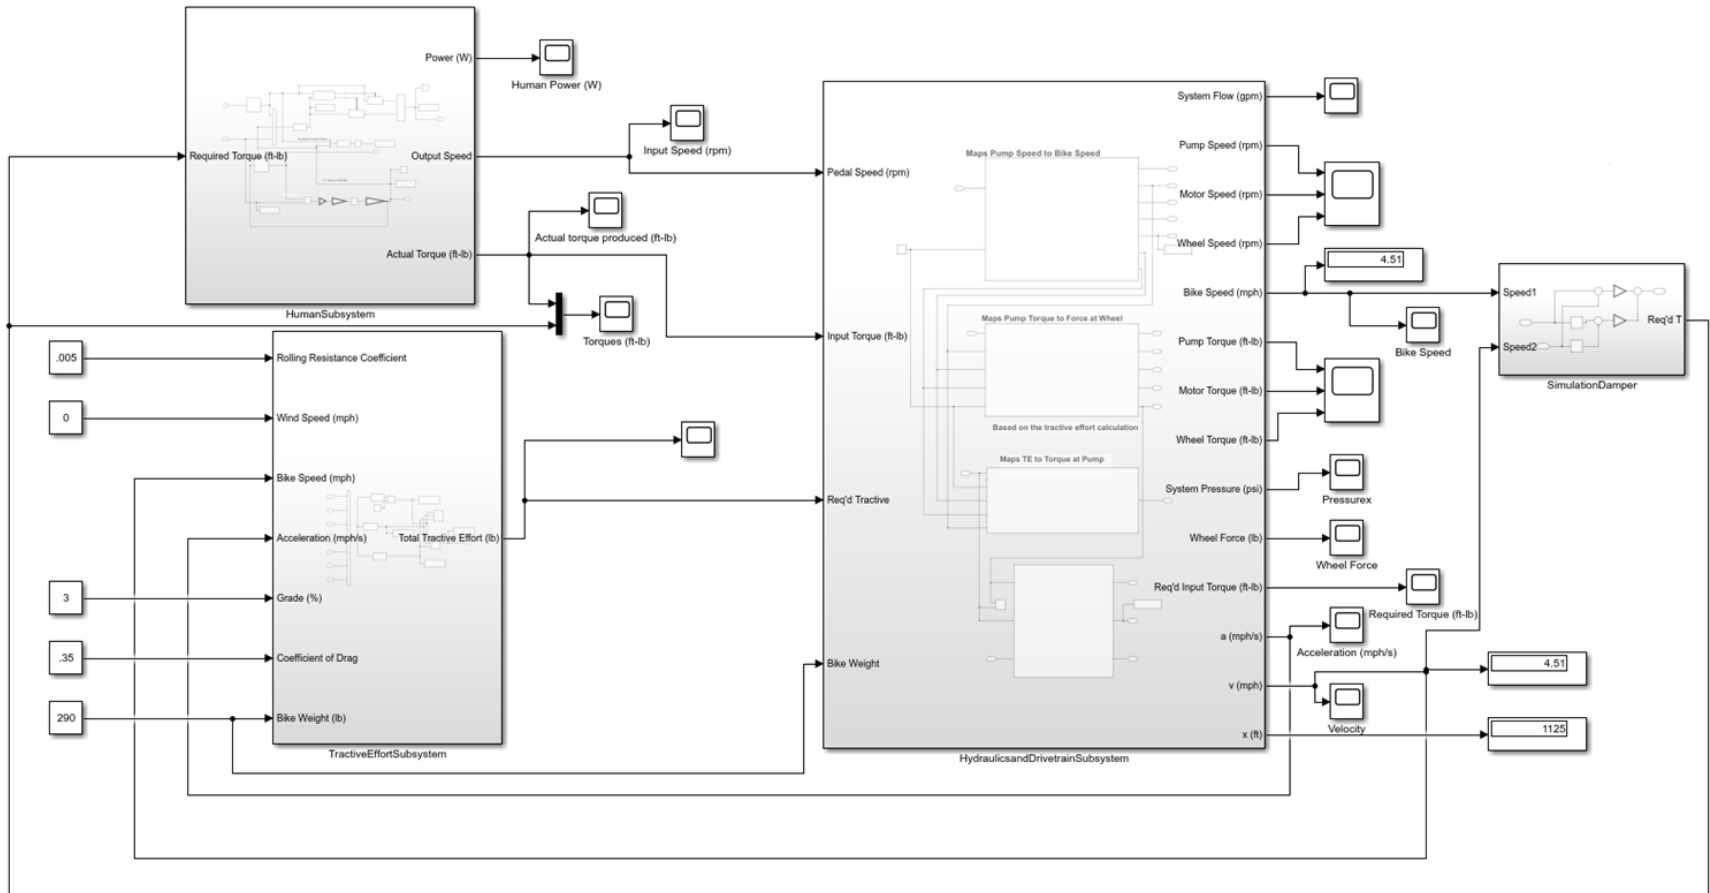 Power (W)
Human Power (W)
Required Torque (ft-lb)
Output Speed
Input Speed (rpm)
Actual Torque (ft-lb)
Actual torque produced (ft-lb)
HumanSubsystem
Torques (ft-lb)
.005
Rolling Resistance Coefficient
0
Wind Speed (mph)
Bike Speed (mph)
Acceleration (mph/s)
Total Tractive Effort (lb)
3
Grade (%)
.35
Coefficient of Drag
290
Bike Weight (lb)
TractiveEffortSubsystem
Pedal Speed (rpm)
Input Torque (ft-lb)
Req'd Tractive
Bike Weight
Maps Pump Speed to Bike Speed
Maps Pump Torque to Force at Wheel
Based on the tractive effort calculation
Maps TE to Torque at Pump
System Flow (gpm)
Pump Speed (rpm)
Motor Speed (rpm)
Wheel Speed (rpm)
4.51
Bike Speed (mph)
Bike Speed
Pump Torque (ft-lb)
Motor Torque (ft-lb)
Wheel Torque (ft-lb)
System Pressure (psi)
Pressurex
Wheel Force (lb)
Wheel Force
Req'd Input Torque (ft-lb)
Required Torque (ft-lb)
a (mph/s)
Acceleration (mph/s)
4.51
v (mph)
Velocity
x (ft)
1125
HydraulicsandDrivetrainSubsystem
Speed1
Req'd T
Speed2
SimulationDamper